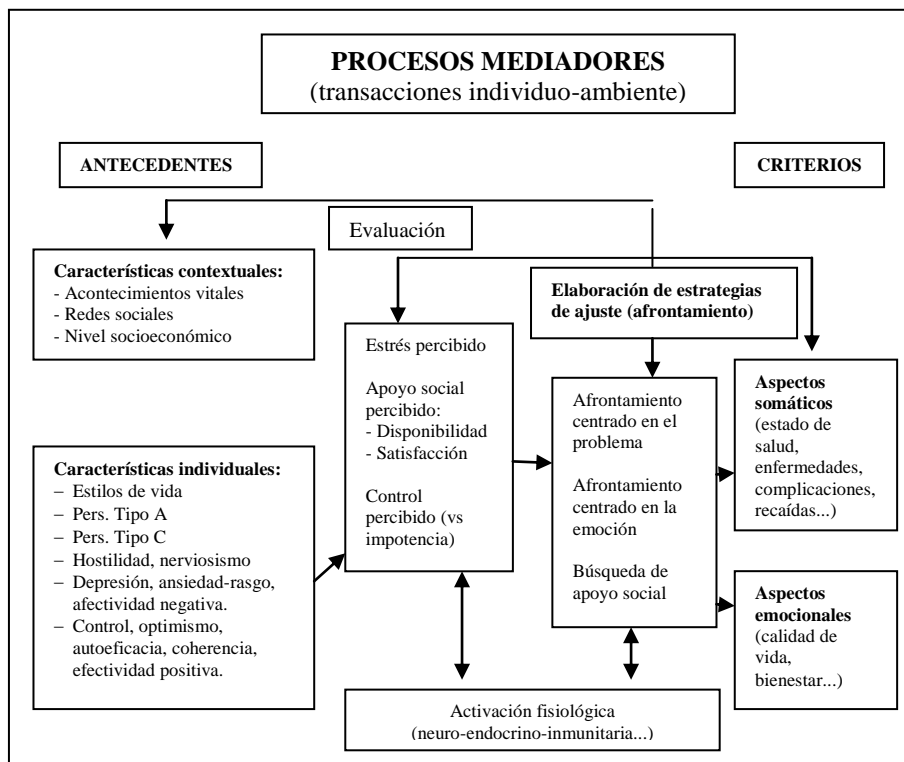 PROCESOS MEDIADORES
(transacciones individuo-ambiente)
ANTECEDENTES
CRITERIOS
Evaluación
Características contextuales:
- Acontecimientos vitales
- Redes sociales
- Nivel socioeconómico
Características individuales:
– Estilos de vida
– Pers. Tipo A
– Pers. Tipo C
– Hostilidad, nerviosismo
– Depresión, ansiedad-rasgo,
afectividad negativa.
– Control, optimismo,
autoeficacia, coherencia,
efectividad positiva.
Estrés percibido
Apoyo social
percibido:
- Disponibilidad
- Satisfacción
Control
percibido (vs
impotencia)
Elaboración de estrategias
de ajuste (afrontamiento)
Afrontamiento
centrado en el
problema
Afrontamiento
centrado en la
emoción
Búsqueda de
apoyo social
Aspectos
somáticos
(estado de
salud,
enfermedades,
complicaciones,
recaídas...)
Aspectos
emocionales
(calidad de
vida,
bienestar...)
Activación fisiológica
(neuro-endocrino-inmunitaria...)